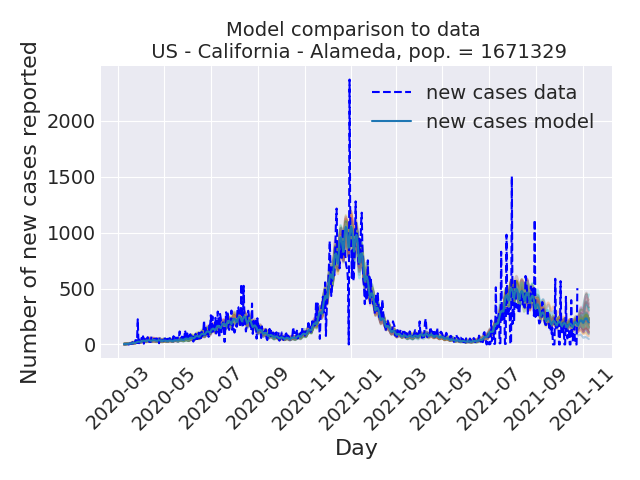 Model comparison to data
US - California - Alameda, pop. = 1671329
Number of new cases reported
new cases data
new cases model
2000
1500
1000
500
0
2020-03
2020-05
2020-07
2020-09
2020-11
2021-01
2021-03
2021-05
2021-07
2021-09
2021-11
Day